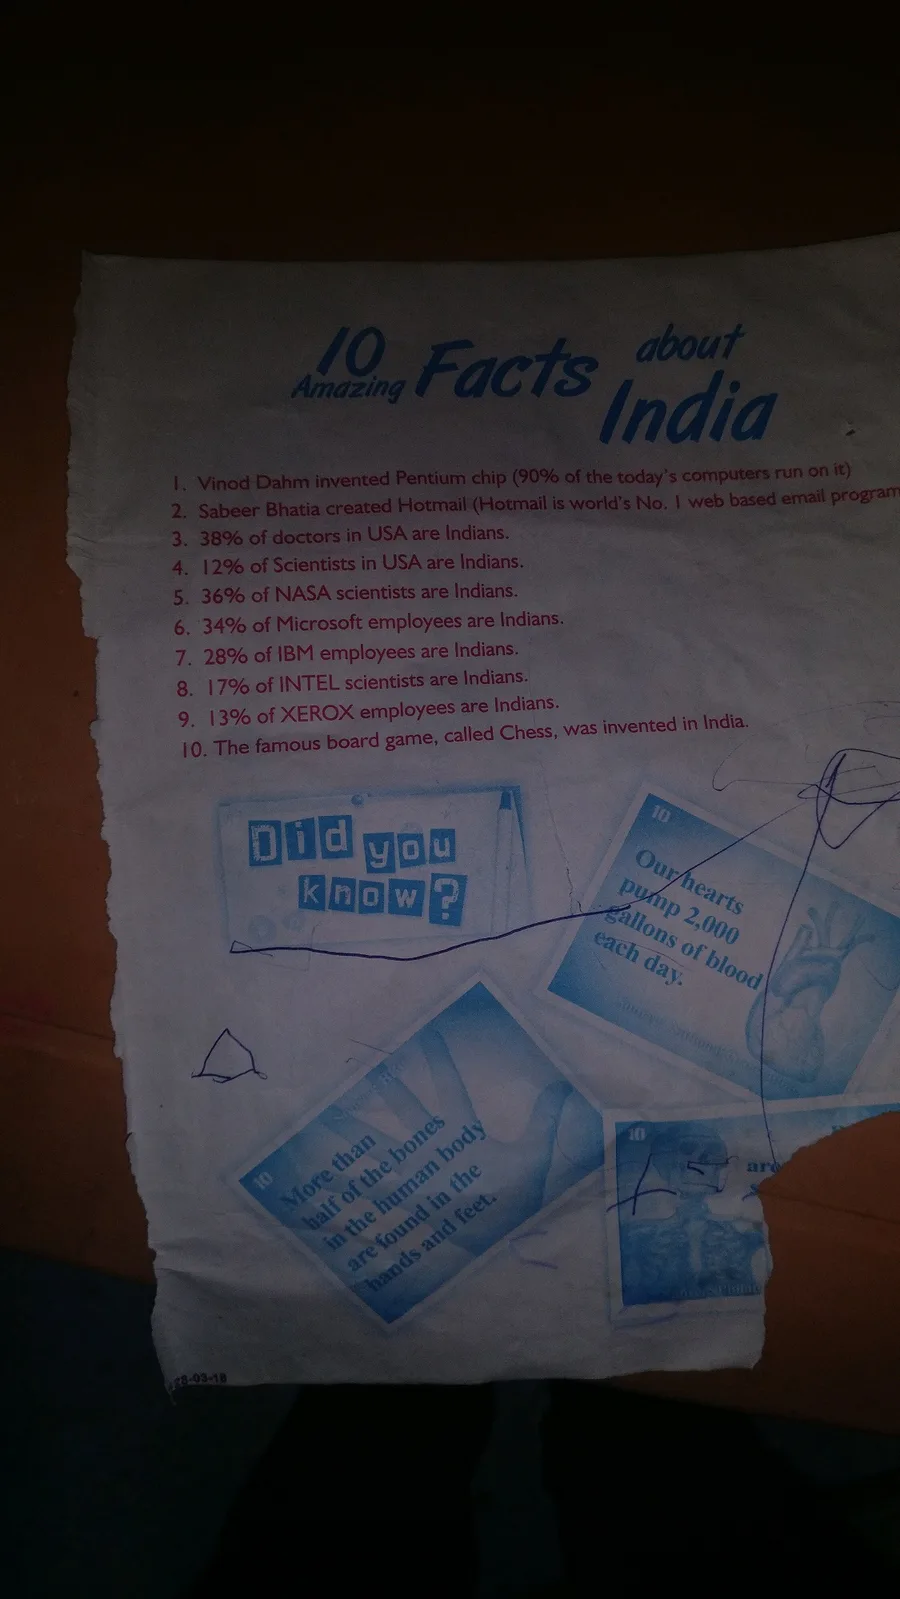 10 Amazing Facts about India
1. Vinod Dahm invented Pentium chip (90% of the today's computers run on it)
2. Sabeer Bhatia created Hotmail (Hotmail is world's No. 1 web based email program
3. 38% of doctors in USA are Indians.
4. 12% of Scientists in USA are Indians.
5. 36% of NASA scientists are Indians.
6. 34% of Microsoft employees are Indians.
7. 28% of IBM employees are Indians.
8. 17% of INTEL scientists are Indians.
9. 13% of XEROX employees are Indians.
10. The famous board game, called Chess, was invented in India.
Did you
know?
10
Our hearts
pump 2,000
gallons of blood
each day.
10
More than
half of the bones
in the human body
are found in the
hands and feet.
10
are
-03-18